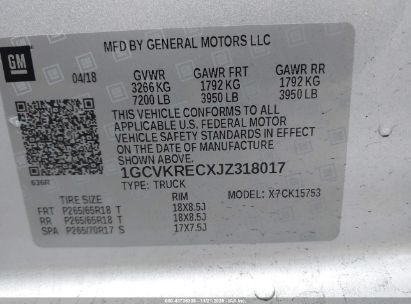 MFD BY GENERAL MOTORS LLC
GM
04/18 GVWR GAWR FRT GAWR RR
3266 KG 1792 KG 1792 KG
7200 LB 3950 LB 3950 LB
THIS VEHICLE CONFORMS TO ALL
APPLICABLE U.S. FEDERAL MOTOR
VEHICLE SAFETY STANDARDS IN EFFECT
ON THE DATE OF MANUFACTURE
SHOWN ABOVE.
1GCVKRECXJZ318017
636R TYPE: TRUCK MODEL: X7CK15753
TIRE SIZE RIM
FRT P265/65R18 T 18X8.5J
RR P265/65R18 T 18X8.5J
SPA P265/70R17 S 17X7.5J